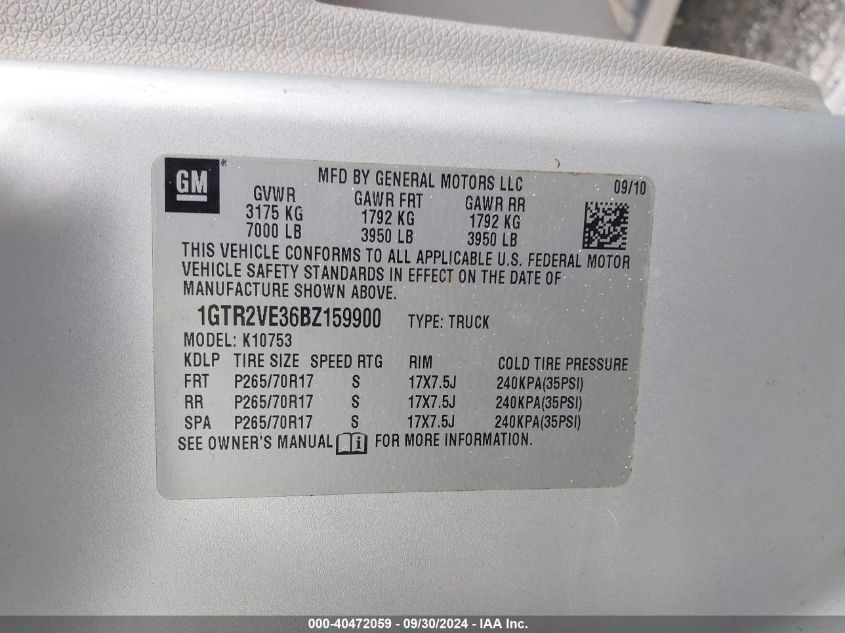 GM ®
MFD BY GENERAL MOTORS LLC 09/10
GVWR GAWR FRT GAWR RR
3175 KG 1792 KG 1792 KG
7000 LB 3950 LB 3950 LB
THIS VEHICLE CONFORMS TO ALL APPLICABLE U.S. FEDERAL MOTOR
VEHICLE SAFETY STANDARDS IN EFFECT ON THE DATE OF
MANUFACTURE SHOWN ABOVE.
1GTR2VE36BZ159900 TYPE: TRUCK
MODEL: K10753
KDLP TIRE SIZE SPEED RTG RIM COLD TIRE PRESSURE
FRT P265/70R17 S 17X7.5J 240KPA(35PSI)
RR P265/70R17 S 17X7.5J 240KPA(35PSI)
SPA P265/70R17 S 17X7.5J 240KPA(35PSI)
SEE OWNER'S MANUAL i FOR MORE INFORMATION.
000-40472059 - 09/30/2024 - IAA Inc.